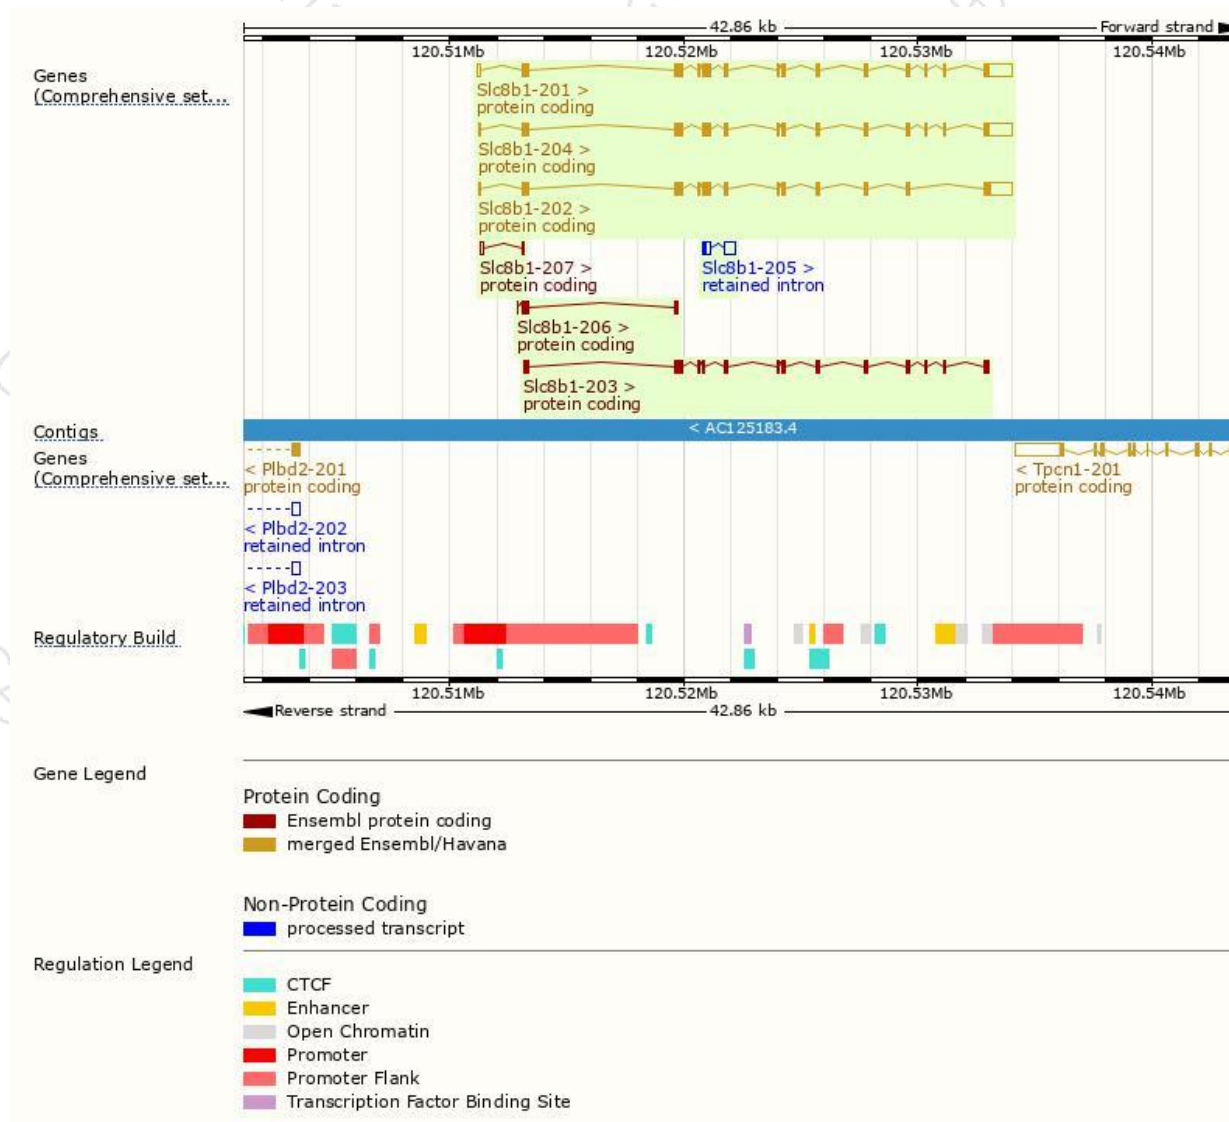 42.86 kb
Forward strand
120.51Mb 120.52Mb 120.53Mb 120.54Mb
Genes
(Comprehensive set...
Slc8b1-201 >
protein coding
Slc8b1-204 >
protein coding
Slc8b1-202 >
protein coding
Slc8b1-207 > Slc8b1-205 >
protein coding retained intron
Slc8b1-206 >
protein coding
Slc8b1-203 >
protein coding
Contigs < AC125183.4
Genes
(Comprehensive set...
< Plbd2-201 < Tpcn1-201
protein coding protein coding
< Plbd2-202
retained intron
< Plbd2-203
retained intron
Regulatory Build
120.51Mb 120.52Mb 120.53Mb 120.54Mb
Reverse strand 42.86 kb
Gene Legend
Protein Coding
Ensembl protein coding
merged Ensembl/Havana
Non-Protein Coding
processed transcript
Regulation Legend
CTCF
Enhancer
Open Chromatin
Promoter
Promoter Flank
Transcription Factor Binding Site